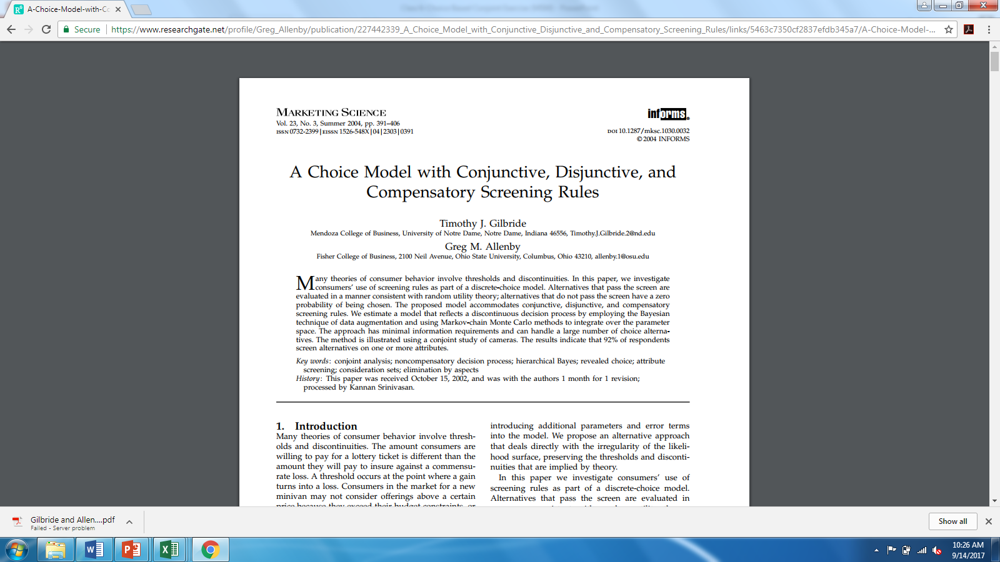 A-Choice-Model-with-Co
Secure
https://www.researchgate.net/profile/Greg_Allenby/publication/227442339_A_Choice_Model_with_Conjunctive_Disjunctive_and_Compensatory_Screening_Rules/links/5463c7350cf2837efdb345a7/A-Choice-Model-...
MARKETING SCIENCE
Vol. 23, No. 3, Summer 2004, pp. 391–406
ISSN 0732-2399 | EISSN 1526-548X | 04 | 2303 | 0391
informs®
DOI 10.1287/mksc.1030.0032
© 2004 INFORMS
A Choice Model with Conjunctive, Disjunctive, and
Compensatory Screening Rules
Timothy J. Gilbride
Mendoza College of Business, University of Notre Dame, Notre Dame, Indiana 46556, Timothy.J.Gilbride.2@nd.edu
Greg M. Allenby
Fisher College of Business, 2100 Neil Avenue, Ohio State University, Columbus, Ohio 43210, allenby.1@osu.edu
Many theories of consumer behavior involve thresholds and discontinuities. In this paper, we investigate
consumers' use of screening rules as part of a discrete-choice model. Alternatives that pass the screen are
evaluated in a manner consistent with random utility theory; alternatives that do not pass the screen have a zero
probability of being chosen. The proposed model accommodates conjunctive, disjunctive, and compensatory
screening rules. We estimate a model that reflects a discontinuous decision process by employing the Bayesian
technique of data augmentation and using Markov-chain Monte Carlo methods to integrate over the parameter
space. The approach has minimal information requirements and can handle a large number of choice alterna-
tives. The method is illustrated using a conjoint study of cameras. The results indicate that 92% of respondents
screen alternatives on one or more attributes.
Key words: conjoint analysis; noncompensatory decision process; hierarchical Bayes; revealed choice; attribute
screening; consideration sets; elimination by aspects
History: This paper was received October 15, 2002, and was with the authors 1 month for 1 revision;
processed by Kannan Srinivasan.
1. Introduction
Many theories of consumer behavior involve thresh-
olds and discontinuities. The amount consumers are
willing to pay for a lottery ticket is different than the
amount they will pay to insure against a commensu-
rate loss. A threshold occurs at the point where a gain
turns into a loss. Consumers in the market for a new
minivan may not consider offerings above a certain
price because they exceed their budget constraints, or
introducing additional parameters and error terms
into the model. We propose an alternative approach
that deals directly with the irregularity of the likeli-
hood surface, preserving the thresholds and disconti-
nuities that are implied by theory.
In this paper we investigate consumers' use of
screening rules as part of a discrete-choice model.
Alternatives that pass the screen are evaluated in
Gilbride and Allen....pdf
Failed - Server problem
Show all
10:26 AM
9/14/2017